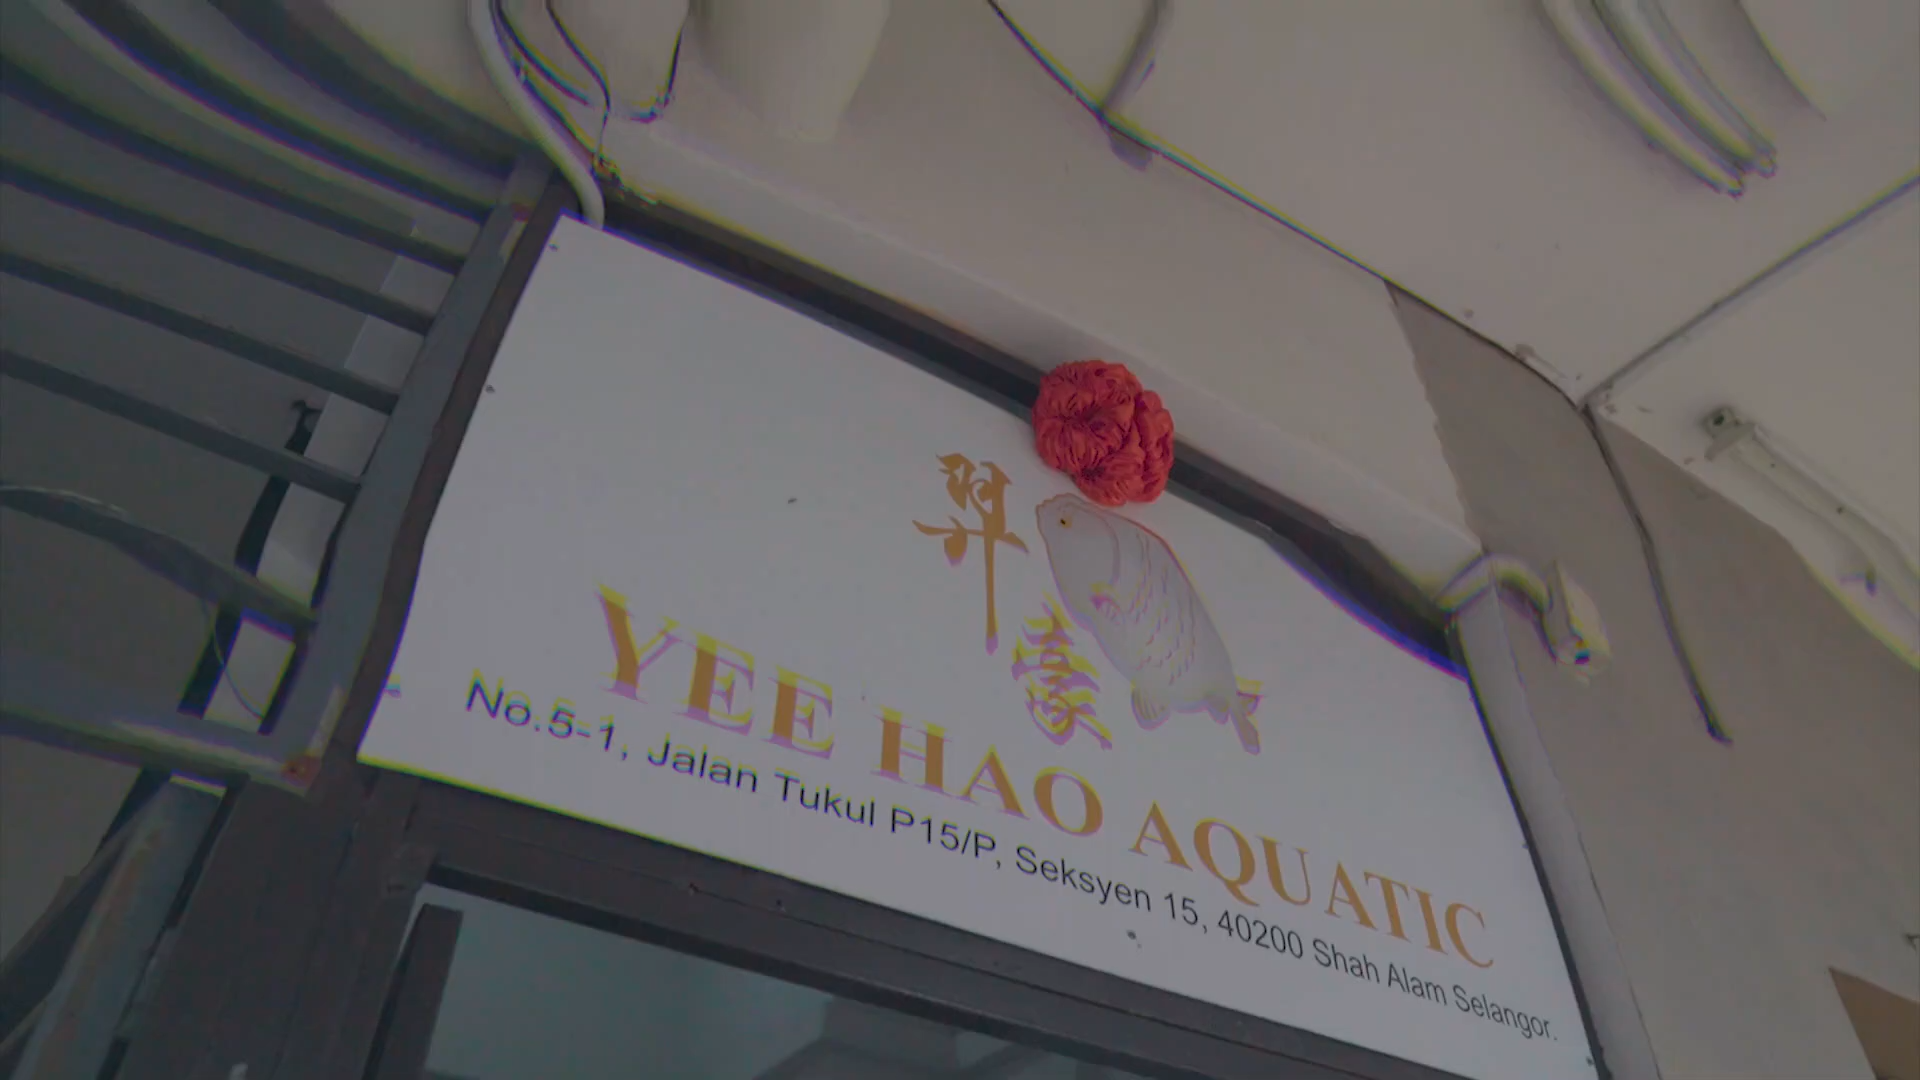 羿豪
YEE HAO AQUATIC
No.5-1, Jalan Tukul P15/P, Seksyen 15, 40200 Shah Alam Selangor.